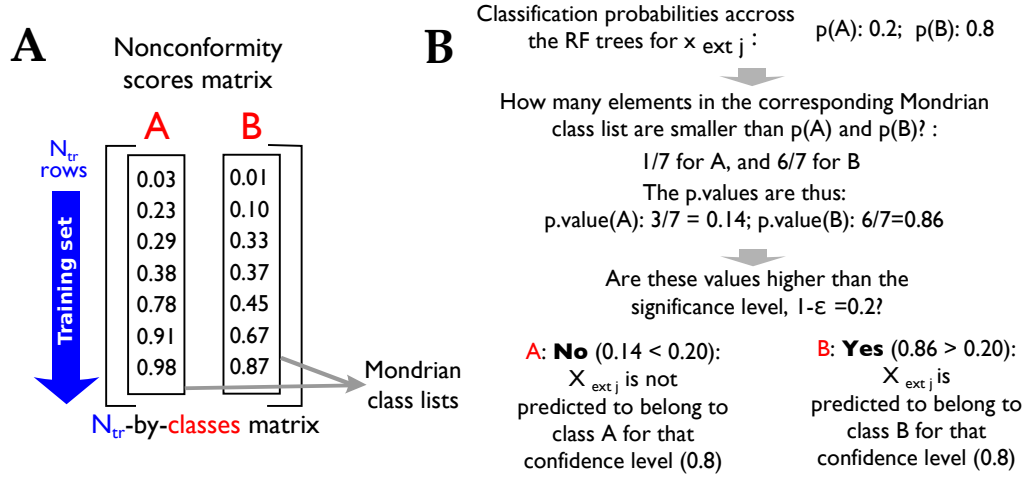 A
Nonconformity
scores matrix
A B
N_tr
rows
Training set
0.03 0.01
0.23 0.10
0.29 0.33
0.38 0.37
0.78 0.45
0.91 0.67
0.98 0.87
Mondrian
class lists
N_tr-by-classes matrix
B
Classification probabilities accross
the RF trees for x ext j :
p(A): 0.2; p(B): 0.8
How many elements in the corresponding Mondrian
class list are smaller than p(A) and p(B)? :
1/7 for A, and 6/7 for B
The p.values are thus:
p.value(A): 3/7 = 0.14; p.value(B): 6/7=0.86
Are these values higher than the
significance level, 1-ε =0.2?
A: No (0.14 < 0.20):
X ext j is not
predicted to belong to
class A for that
confidence level (0.8)
B: Yes (0.86 > 0.20):
X ext j is
predicted to belong to
class B for that
confidence level (0.8)